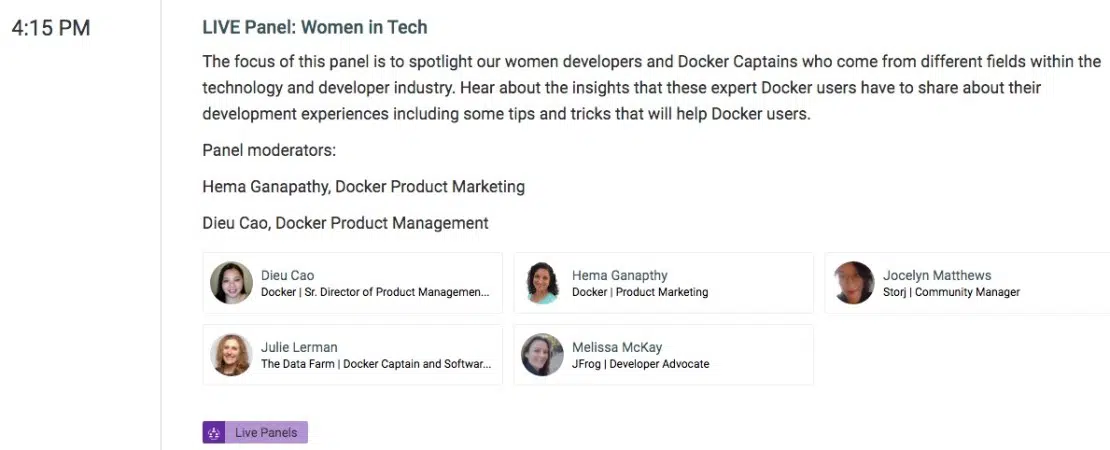 4:15 PM
LIVE Panel: Women in Tech
The focus of this panel is to spotlight our women developers and Docker Captains who come from different fields within the
technology and developer industry. Hear about the insights that these expert Docker users have to share about their
development experiences including some tips and tricks that will help Docker users.
Panel moderators:
Hema Ganapathy, Docker Product Marketing
Dieu Cao, Docker Product Management
Dieu Cao
Docker | Sr. Director of Product Managemen...
Hema Ganapthy
Docker | Product Marketing
Jocelyn Matthews
Storj | Community Manager
Julie Lerman
The Data Farm | Docker Captain and Softwar...
Melissa McKay
JFrog | Developer Advocate
Live Panels